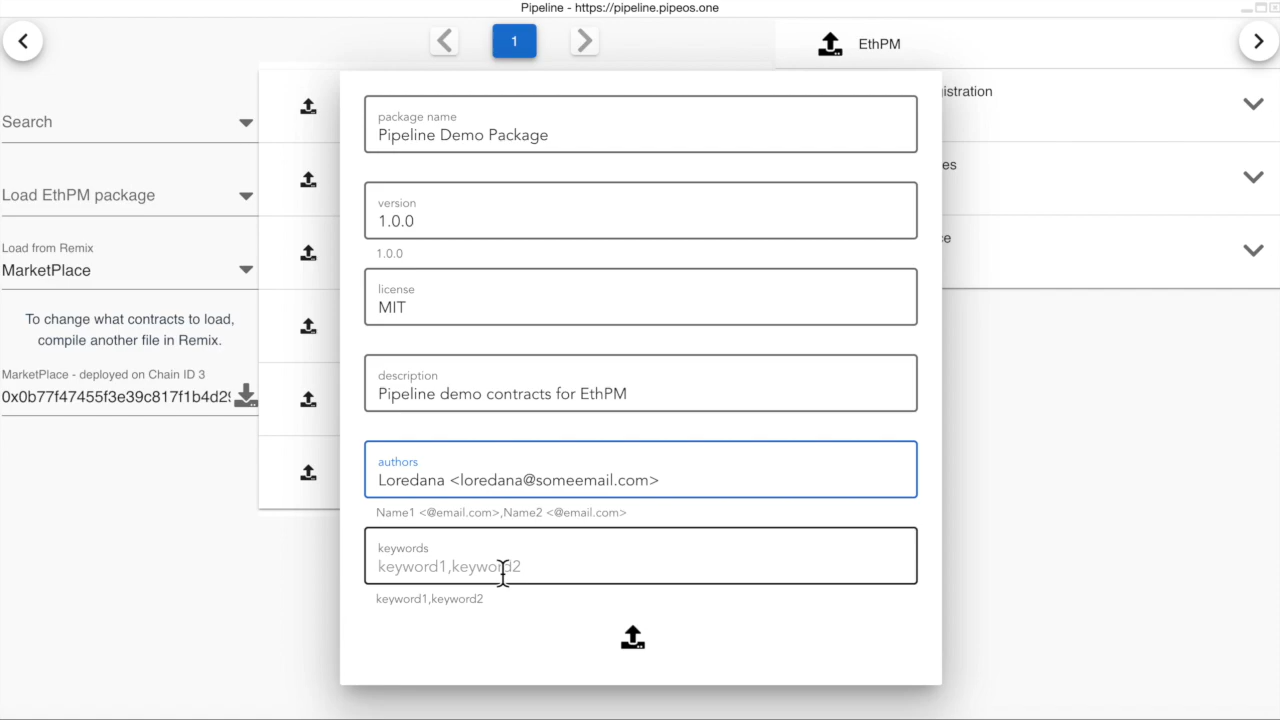 Pipeline - https://pipeline.pipeos.one
1
EthPM
Search
Load EthPM package
Load from Remix
MarketPlace
To change what contracts to load,
compile another file in Remix.
MarketPlace - deployed on Chain ID 3
0x0b77f47455f3e39c817f1b4d29
package name
Pipeline Demo Package
version
1.0.0
1.0.0
license
MIT
description
Pipeline demo contracts for EthPM
authors
Loredana <loredana@someemail.com>
Name1 <@email.com>,Name2 <@email.com>
keywords
keyword1,keyword2
keyword1,keyword2
istration
es